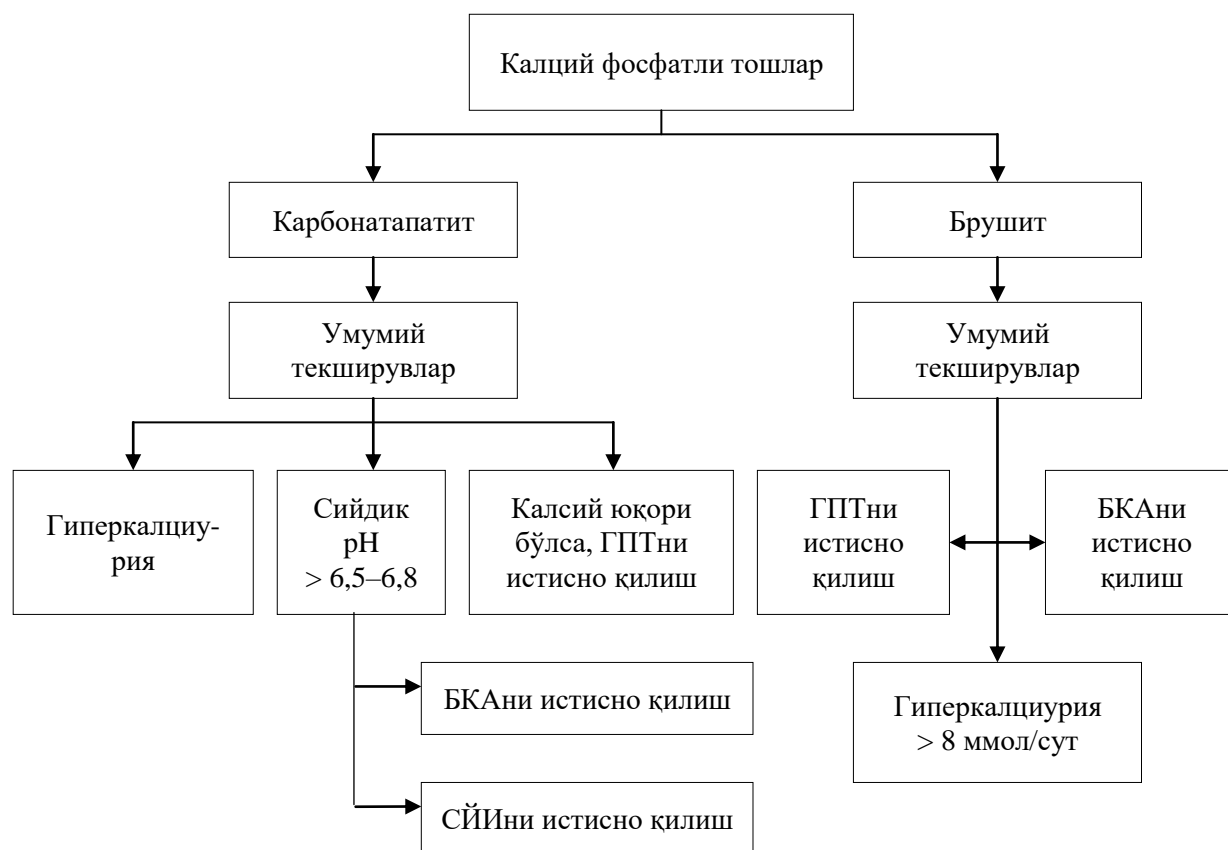 Калций фосфатли тошлар
Карбонатапатит
Брушит
Умумий
текширувлар
Умумий
текширувлар
Гиперкалциу-
рия
Сийдик
pH
> 6,5–6,8
Калсий юқори
бўлса, ГПТни
истисно қилиш
ГПТни
истисно
қилиш
БКАни
истисно
қилиш
БКАни истисно қилиш
СЙИни истисно қилиш
Гиперкалциурия
> 8 ммол/сут